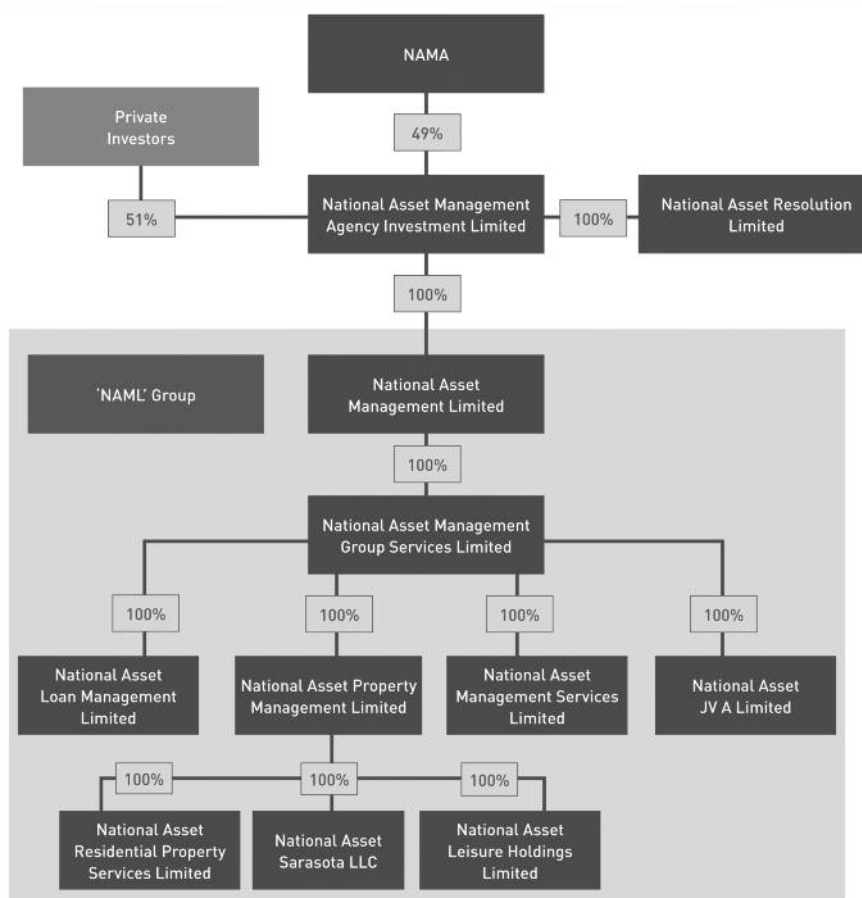 NAMA
Private
Investors
49%
51%
National Asset Management
Agency Investment Limited
100%
National Asset Resolution
Limited
100%
'NAML' Group
National Asset
Management Limited
100%
National Asset Management
Group Services Limited
100%
100%
100%
100%
National Asset
Loan Management
Limited
National Asset Property
Management Limited
National Asset
Management Services
Limited
National Asset
JV A Limited
100%
100%
100%
National Asset
Residential Property
Services Limited
National Asset
Sarasota LLC
National Asset
Leisure Holdings
Limited